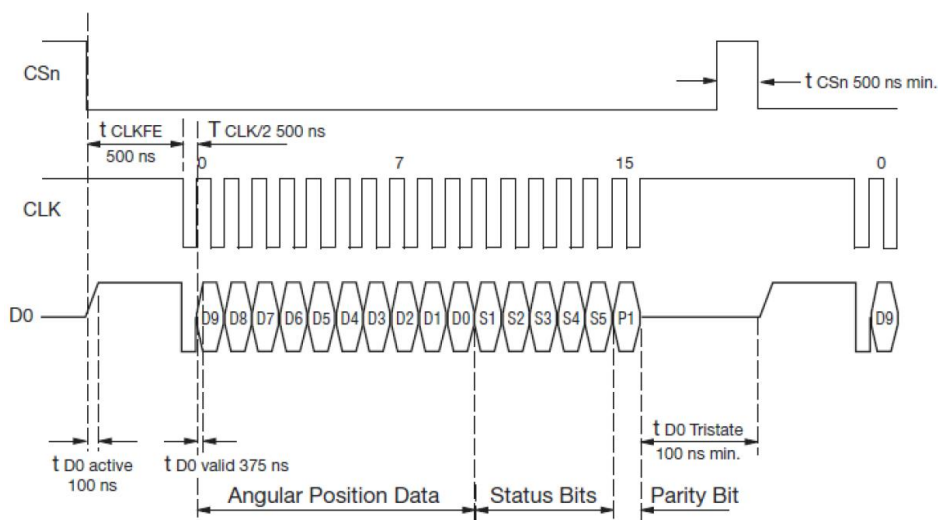 CSn
t CSn 500 ns min.
t CLKFE
500 ns
T CLK/2 500 ns
0 7 15 0
CLK
D0
D9 D8 D7 D6 D5 D4 D3 D2 D1 D0 S1 S2 S3 S4 S5 P1 D9
t D0 active
100 ns
t D0 valid 375 ns
t D0 Tristate
100 ns min.
Angular Position Data
Status Bits
Parity Bit